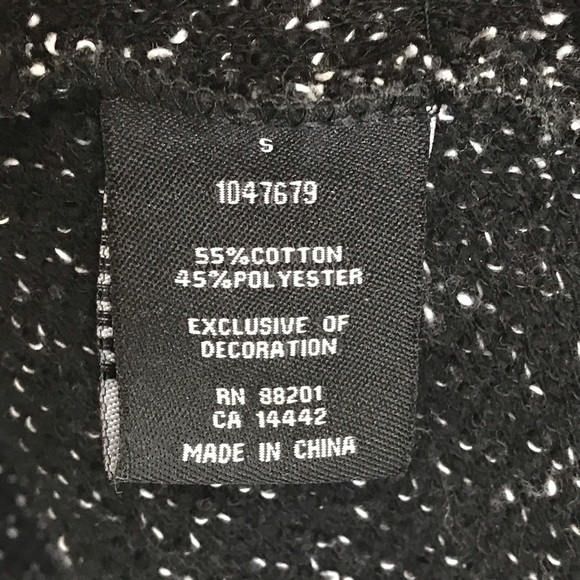 S
1047679
55%COTTON
45%POLYESTER
EXCLUSIVE OF
DECORATION
RN 88201
CA 14442
MADE IN CHINA